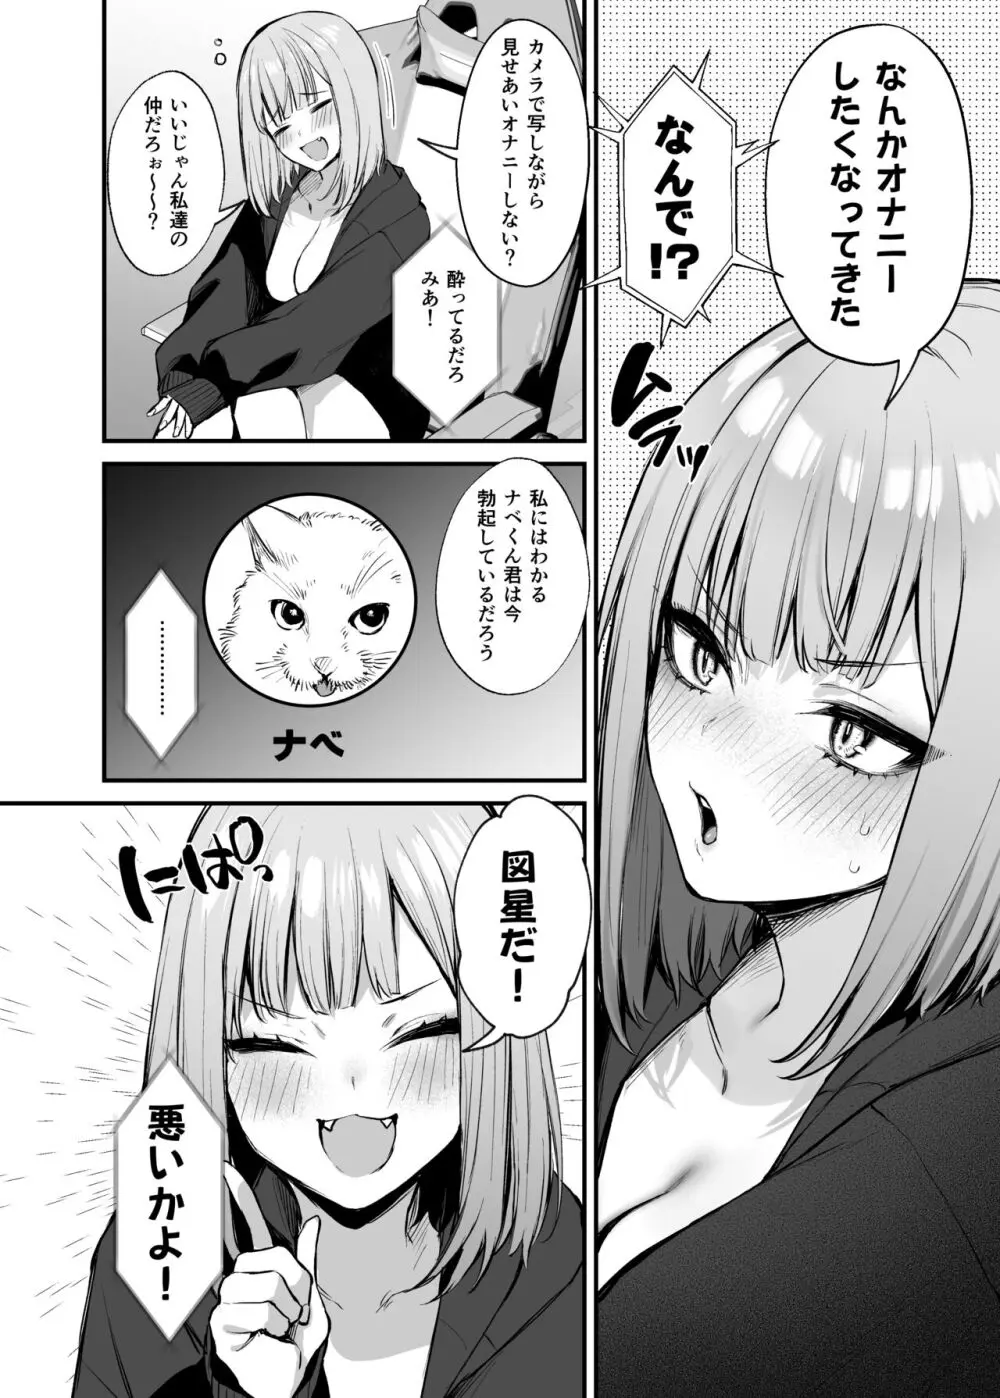 なんかオナニー
したくなってきた
なんで!?
ムラッ
カメラで写しながら
見せあいオナニーしない?
酔ってるだろ
みあ!
いいじゃん私達の
仲だろぉ〜〜?
私にはわかる
ナベくん君は今
勃起しているだろう
…………
ナベ
図星だ!
にぱっ
悪いかよ!